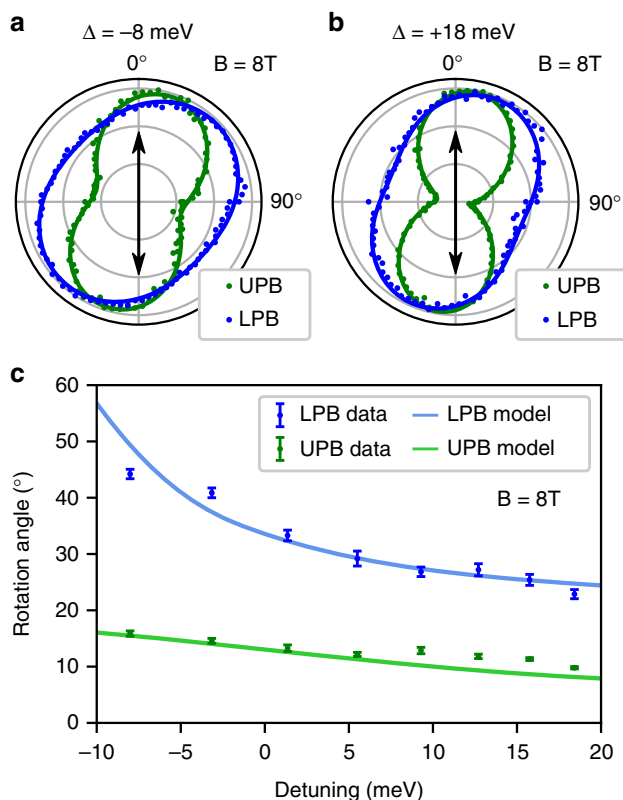 a
Δ = –8 meV
0°
B = 8T
90°
UPB
LPB
b
Δ = +18 meV
0°
B = 8T
90°
UPB
LPB
c
60
50
40
30
20
10
0
Rotation angle (°)
LPB data
LPB model
UPB data
UPB model
B = 8T
–10
–5
0
5
10
15
20
Detuning (meV)